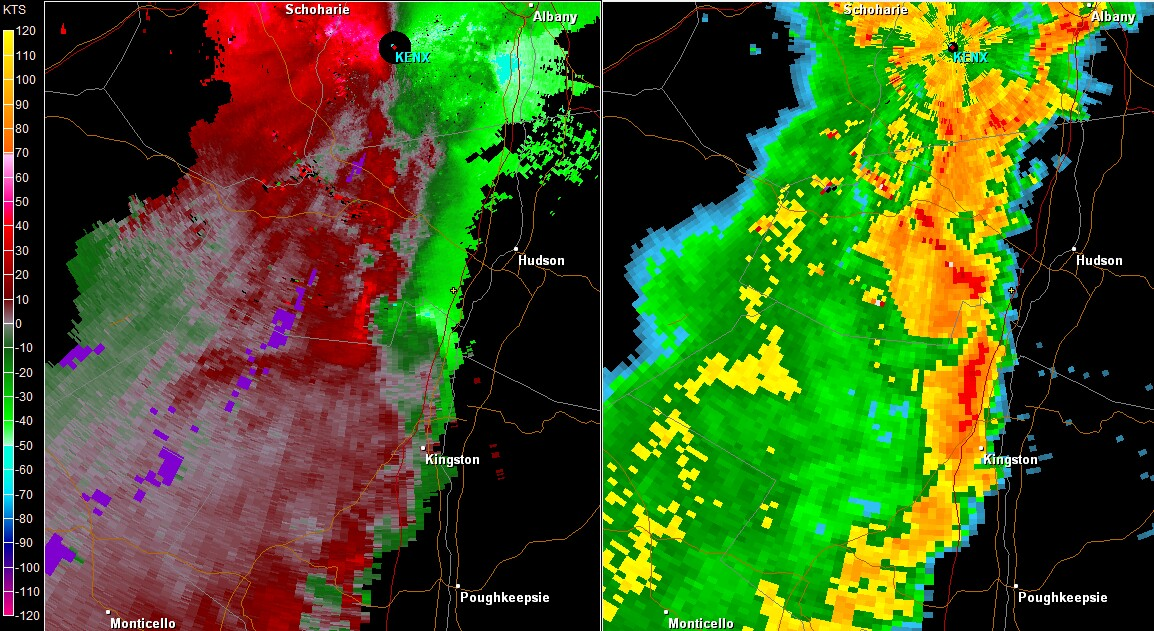 KTS
120
110
100
90
80
70
60
50
40
30
20
10
0
-10
-20
-30
-40
-50
-60
-70
-80
-90
-100
-110
-120
Schoharie
Albany
KENX
Hudson
Kingston
Poughkeepsie
Monticello
Schoharie
Albany
KENX
Hudson
Kingston
Poughkeepsie
Monticello